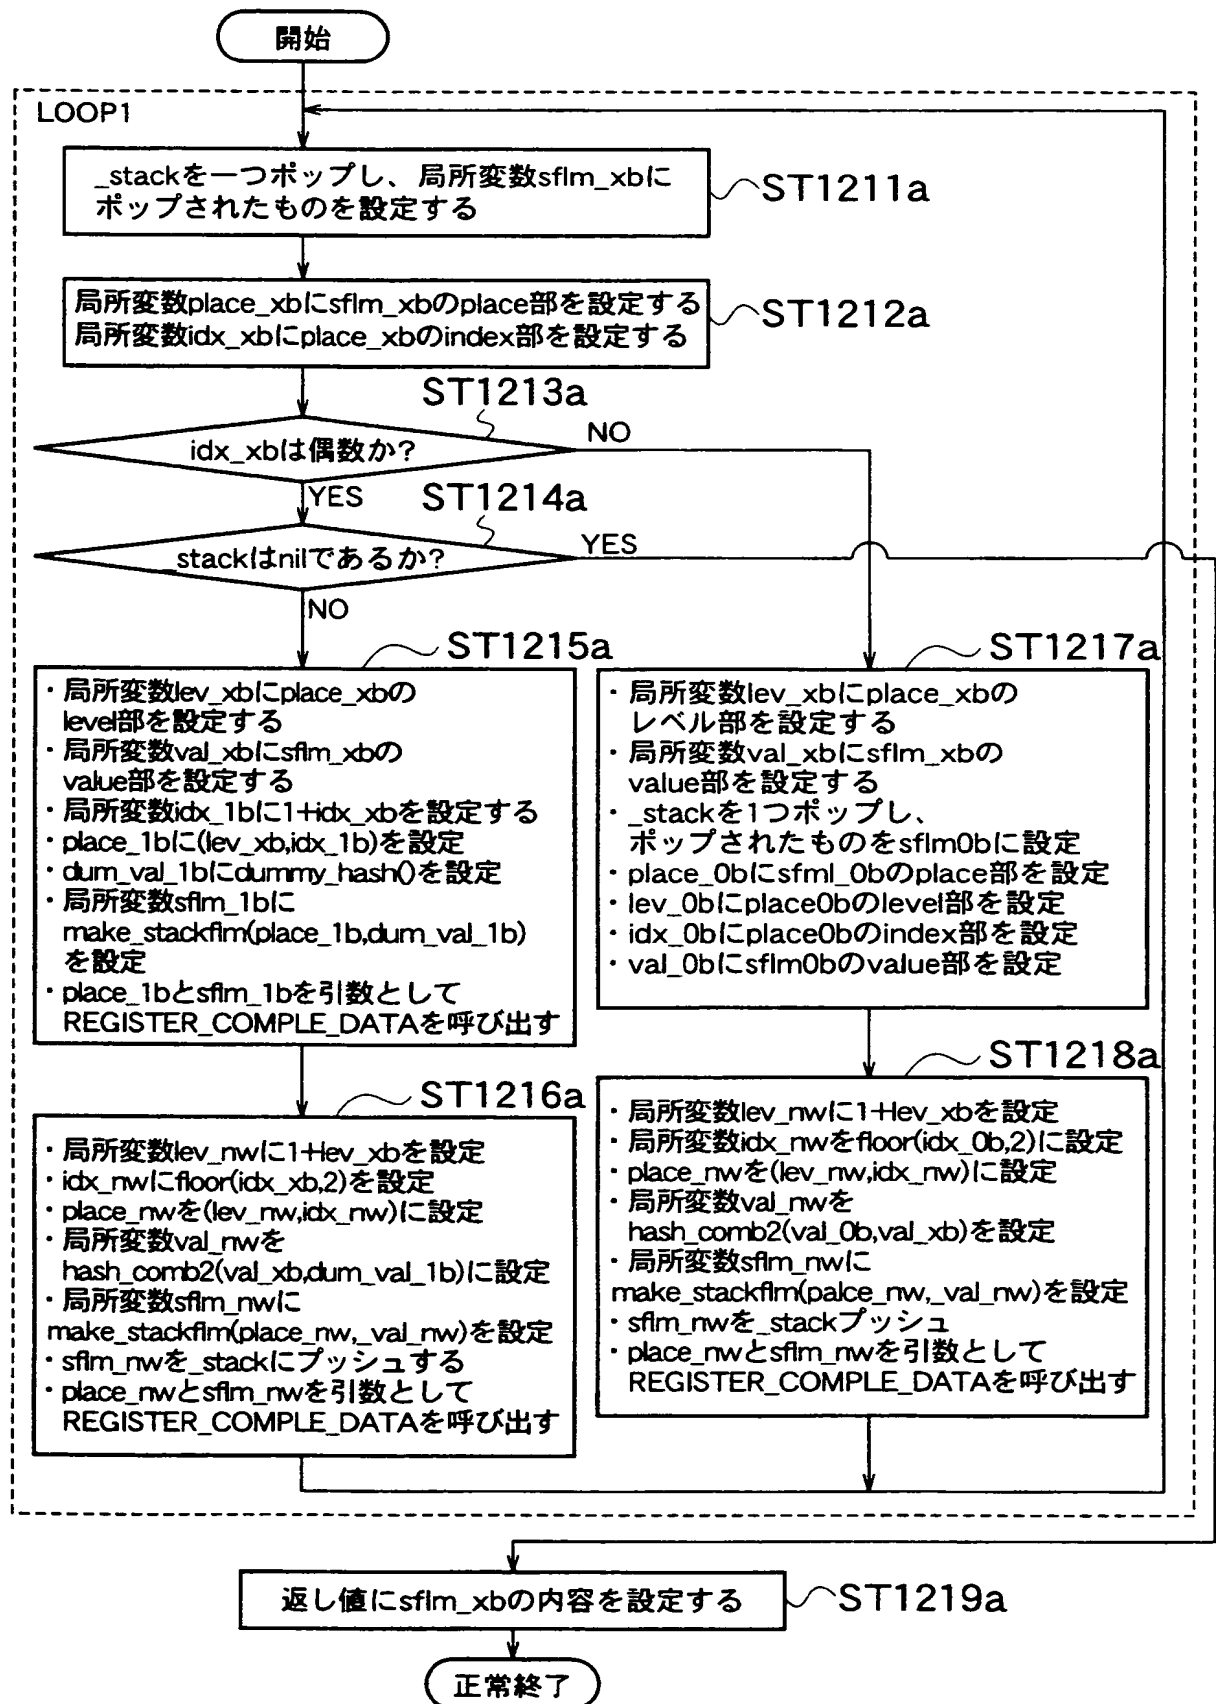 開始
LOOP1
_stackを一つポップし、局所変数sflm_xbに
ポップされたものを設定する
ST1211a
局所変数place_xbにsflm_xbのplace部を設定する
局所変数idx_xbにplace_xbのindex部を設定する
ST1212a
ST1213a
idx_xbは偶数か?
NO
YES
ST1214a
_stackはnilであるか?
YES
NO
ST1215a
・局所変数lev_xbにplace_xbの
level部を設定する
・局所変数val_xbにsflm_xbの
value部を設定する
・局所変数idx_1bに1+idx_xbを設定する
・place_1bに(lev_xb,idx_1b)を設定
・dum_val_1bにdummy_hash()を設定
・局所変数sflm_1bに
make_stackflm(place_1b,dum_val_1b)
を設定
・place_1bとsflm_1bを引数として
REGISTER_COMPLE_DATAを呼び出す
ST1217a
・局所変数lev_xbにplace_xbの
レベル部を設定する
・局所変数val_xbにsflm_xbの
value部を設定する
・_stackを1つポップし、
ポップされたものをsflm0bに設定
・place_0bにsfml_0bのplace部を設定
・lev_0bにplace0bのlevel部を設定
・idx_0bにplace0bのindex部を設定
・val_0bにsflm0bのvalue部を設定
ST1216a
・局所変数lev_nwに1+lev_xbを設定
・idx_nwにfloor(idx_xb,2)を設定
・place_nwを(lev_nw,idx_nw)に設定
・局所変数val_nwを
hash_comb2(val_xb,dum_val_1b)に設定
・局所変数sflm_nwに
make_stackflm(place_nw,_val_nw)を設定
・sflm_nwを_stackにプッシュする
・place_nwとsflm_nwを引数として
REGISTER_COMPLE_DATAを呼び出す
ST1218a
・局所変数lev_nwに1+lev_xbを設定
・局所変数idx_nwをfloor(idx_0b,2)に設定
・place_nwを(lev_nw,idx_nw)に設定
・局所変数val_nwを
hash_comb2(val_0b,val_xb)を設定
・局所変数sflm_nwに
make_stackflm(palce_nw,_val_nw)を設定
・sflm_nwを_stackプッシュ
・place_nwとsflm_nwを引数として
REGISTER_COMPLE_DATAを呼び出す
返し値にsflm_xbの内容を設定する
ST1219a
正常終了